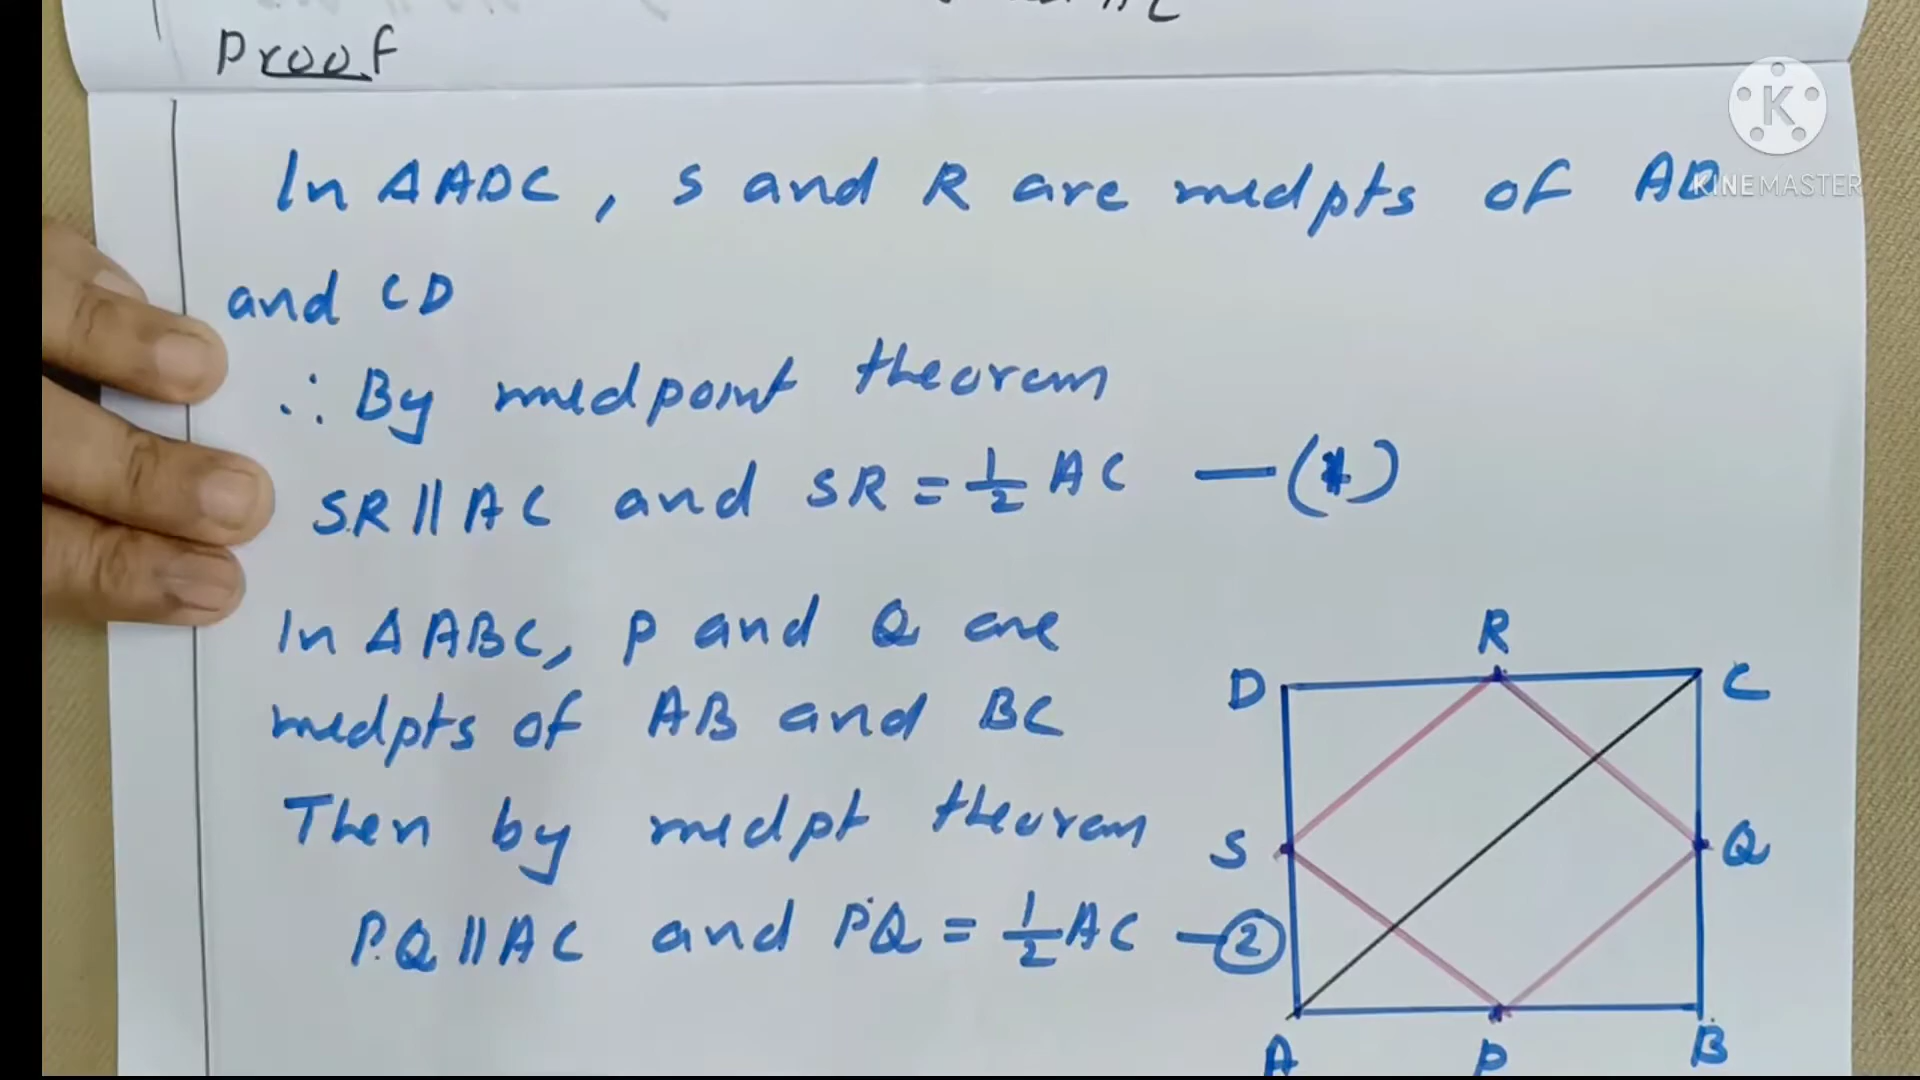 Proof
In ΔADC, S and R are midpts of AD
and CD
∴ By midpoint theorem
SR || AC and SR = 1/2 AC — (1)
In ΔABC, P and Q are
midpts of AB and BC
Then by midpt theorem
PQ || AC and PQ = 1/2 AC — 2
R
D
C
S
Q
A
P
B
K
KINEMASTER